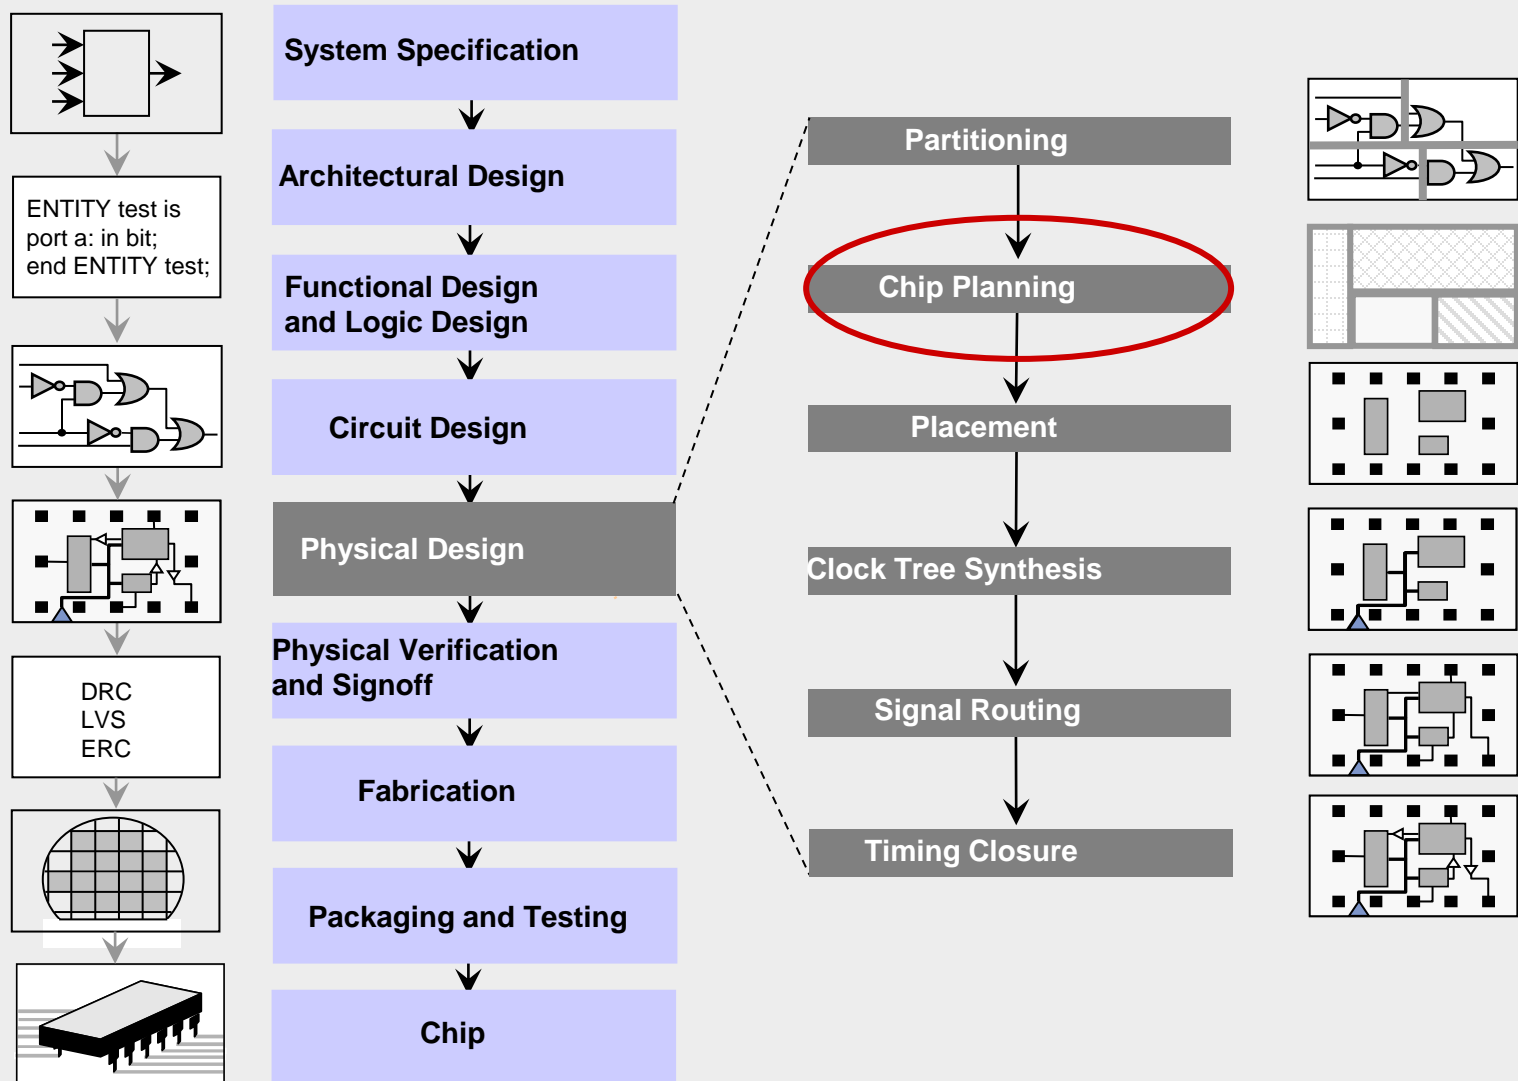 System Specification
Architectural Design
ENTITY test is
port a: in bit;
end ENTITY test;
Functional Design
and Logic Design
Circuit Design
Physical Design
Physical Verification
and Signoff
DRC
LVS
ERC
Fabrication
Packaging and Testing
Chip
Partitioning
Chip Planning
Placement
Clock Tree Synthesis
Signal Routing
Timing Closure